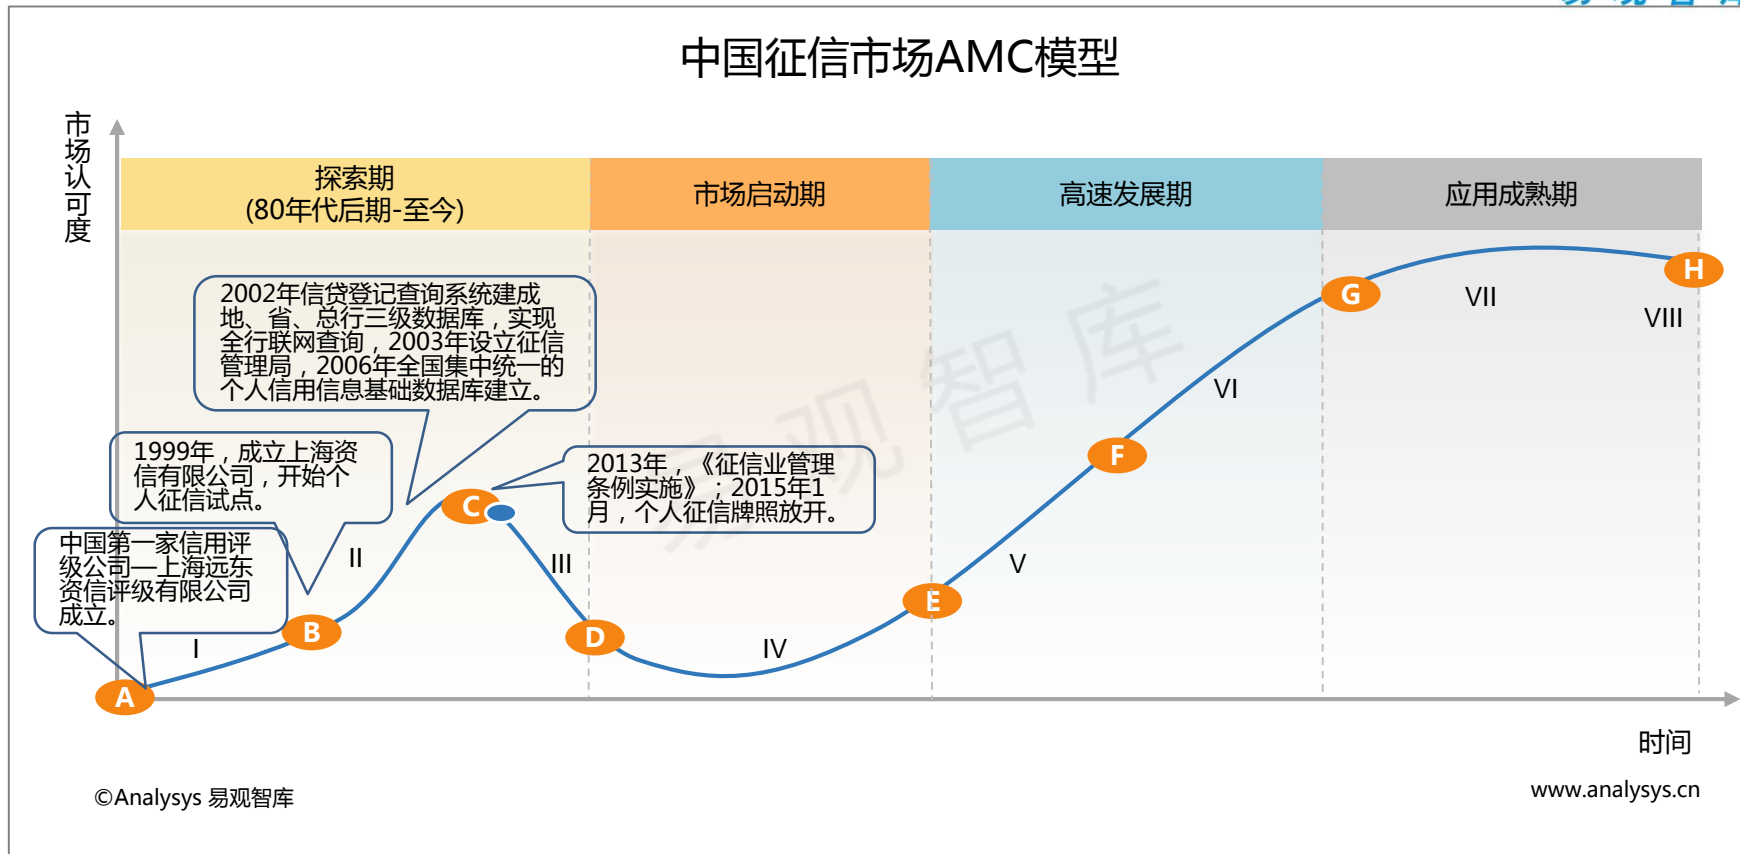 中国征信市场AMC模型
市场认可度
探索期
(80年代后期-至今)
市场启动期
高速发展期
应用成熟期
2002年信贷登记查询系统建成
地、省、总行三级数据库，实现
全行联网查询，2003年设立征信
管理局，2006年全国集中统一的
个人信用信息基础数据库建立。
1999年，成立上海资
信有限公司，开始个
人征信试点。
2013年，《征信业管理
条例实施》；2015年1
月，个人征信牌照放开。
中国第一家信用评
级公司—上海远东
资信评级有限公司
成立。
A
B
C
D
E
F
G
H
I
II
III
IV
V
VI
VII
VIII
易观智库
时间
©Analysys 易观智库
www.analysys.cn